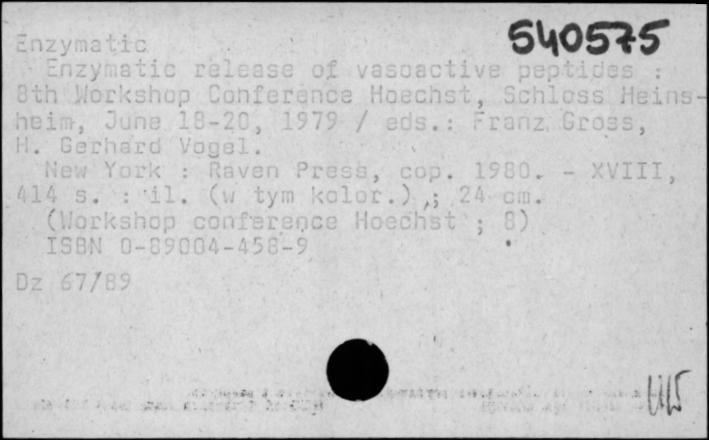 540575
Enzymatic
Enzymatic release of vasoactive peptides :
8th Workshop Conference Hoechst, Schloss Heins-
heim, June 18-20, 1979 / eds.: Franz Gross,
H. Gerhard Vogel.
New York : Raven Press, cop. 1980. - XVIII,
414 s. : il. (w tym kolor.) ; 24 cm.
(Workshop conference Hoechst ; 8)
ISBN 0-89004-458-9
Dz 67/89